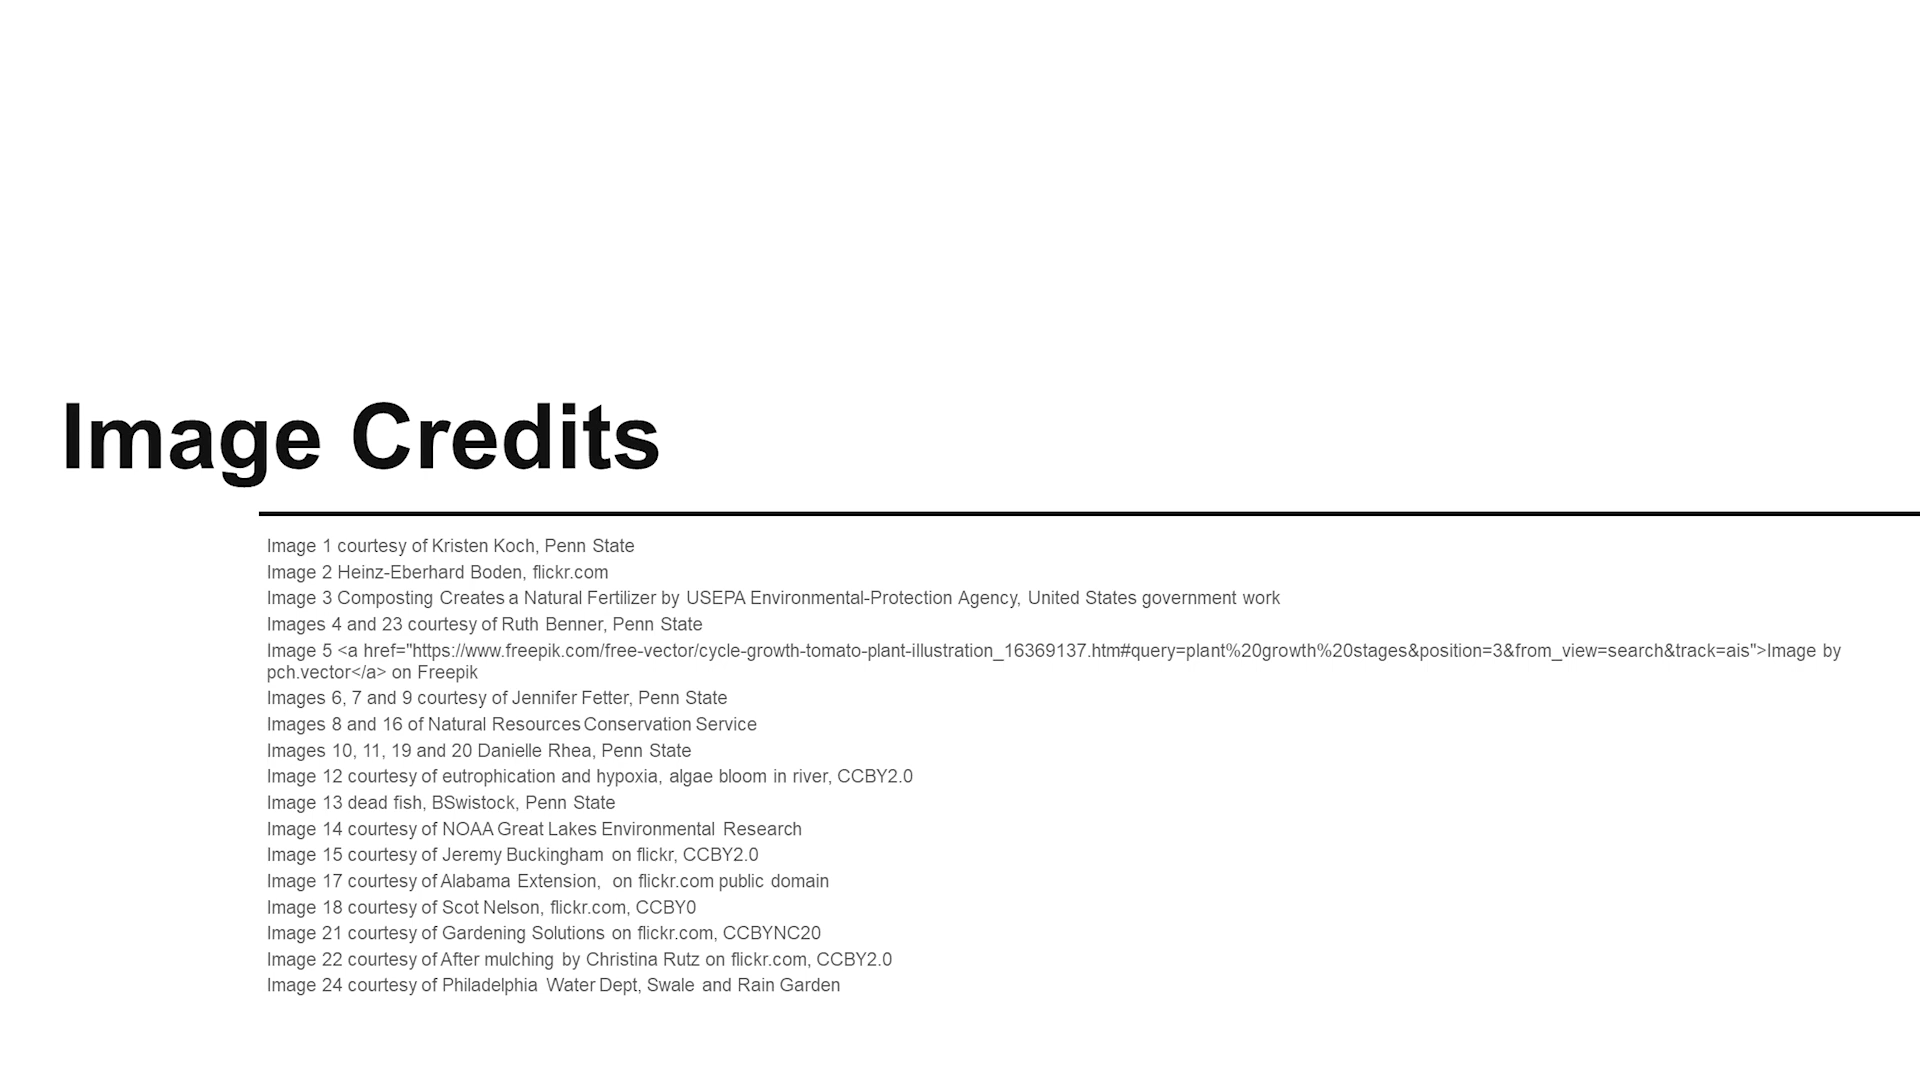 Image Credits
Image 1 courtesy of Kristen Koch, Penn State
Image 2 Heinz-Eberhard Boden, flickr.com
Image 3 Composting Creates a Natural Fertilizer by USEPA Environmental-Protection Agency, United States government work
Images 4 and 23 courtesy of Ruth Benner, Penn State
Image 5 <a href="https://www.freepik.com/free-vector/cycle-growth-tomato-plant-illustration_16369137.htm#query=plant%20growth%20stages&position=3&from_view=search&track=ais">Image by
pch.vector</a> on Freepik
Images 6, 7 and 9 courtesy of Jennifer Fetter, Penn State
Images 8 and 16 of Natural Resources Conservation Service
Images 10, 11, 19 and 20 Danielle Rhea, Penn State
Image 12 courtesy of eutrophication and hypoxia, algae bloom in river, CCBY2.0
Image 13 dead fish, BSwistock, Penn State
Image 14 courtesy of NOAA Great Lakes Environmental Research
Image 15 courtesy of Jeremy Buckingham on flickr, CCBY2.0
Image 17 courtesy of Alabama Extension, on flickr.com public domain
Image 18 courtesy of Scot Nelson, flickr.com, CCBY0
Image 21 courtesy of Gardening Solutions on flickr.com, CCBYNC20
Image 22 courtesy of After mulching by Christina Rutz on flickr.com, CCBY2.0
Image 24 courtesy of Philadelphia Water Dept, Swale and Rain Garden